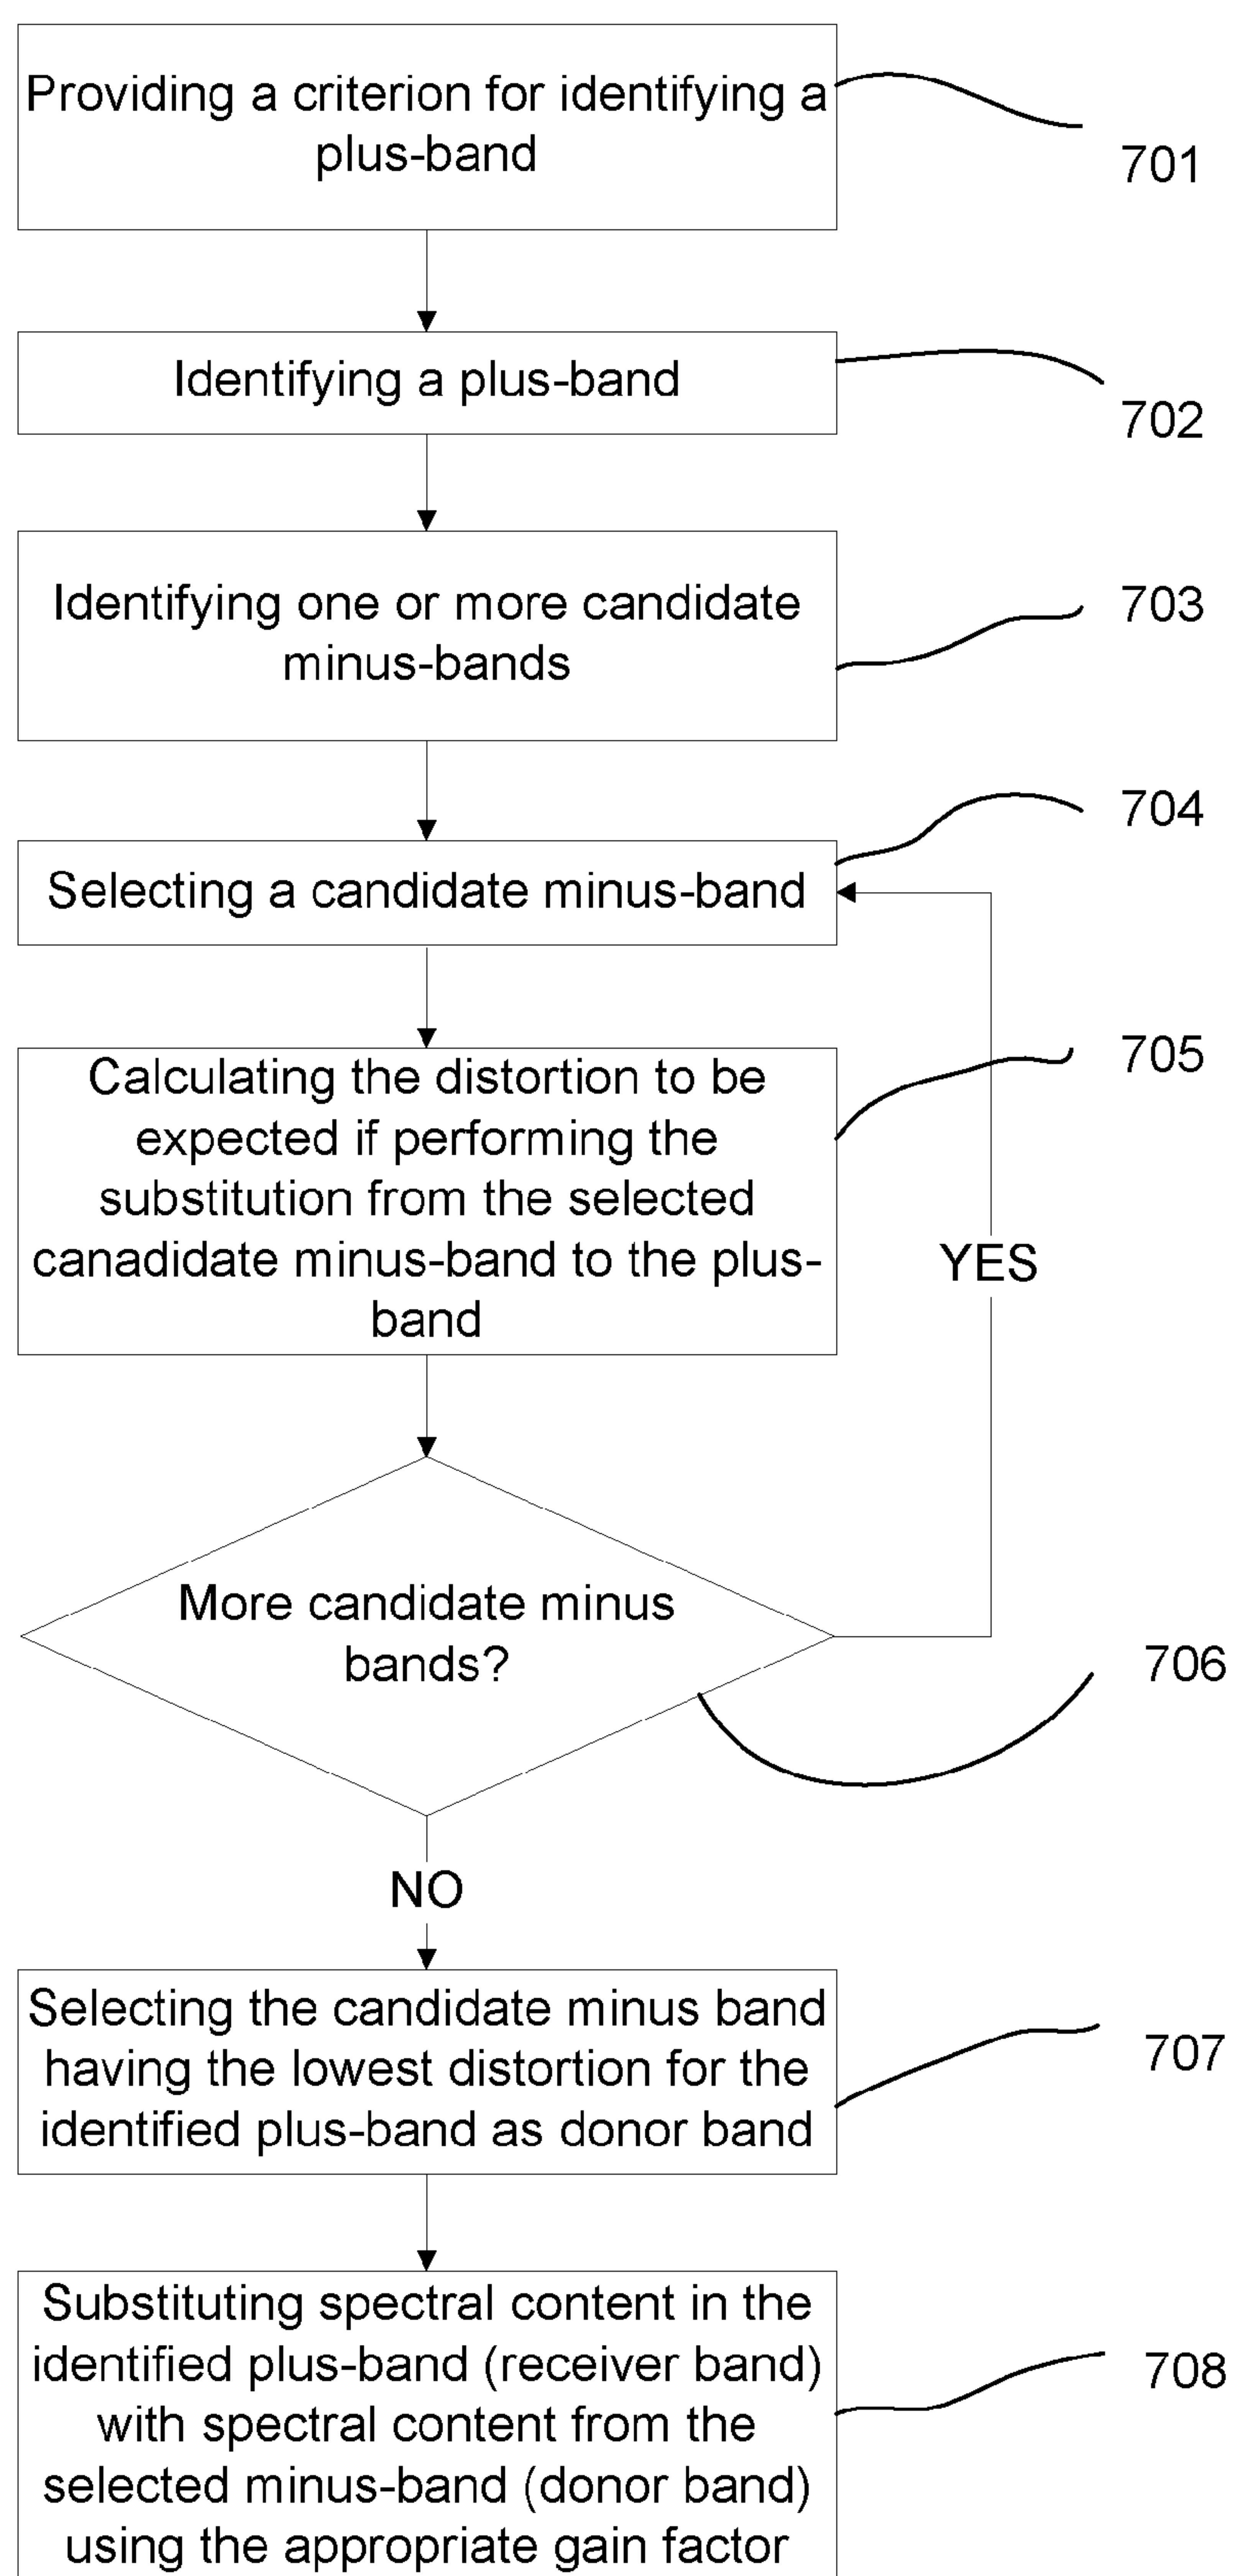 Providing a criterion for identifying a
plus-band
701
Identifying a plus-band
702
Identifying one or more candidate
minus-bands
703
704
Selecting a candidate minus-band
705
Calculating the distortion to be
expected if performing the
substitution from the selected
canadidate minus-band to the plus-
band
YES
More candidate minus
bands?
706
NO
Selecting the candidate minus band
having the lowest distortion for the
identified plus-band as donor band
707
Substituting spectral content in the
identified plus-band (receiver band)
with spectral content from the
selected minus-band (donor band)
using the appropriate gain factor
708